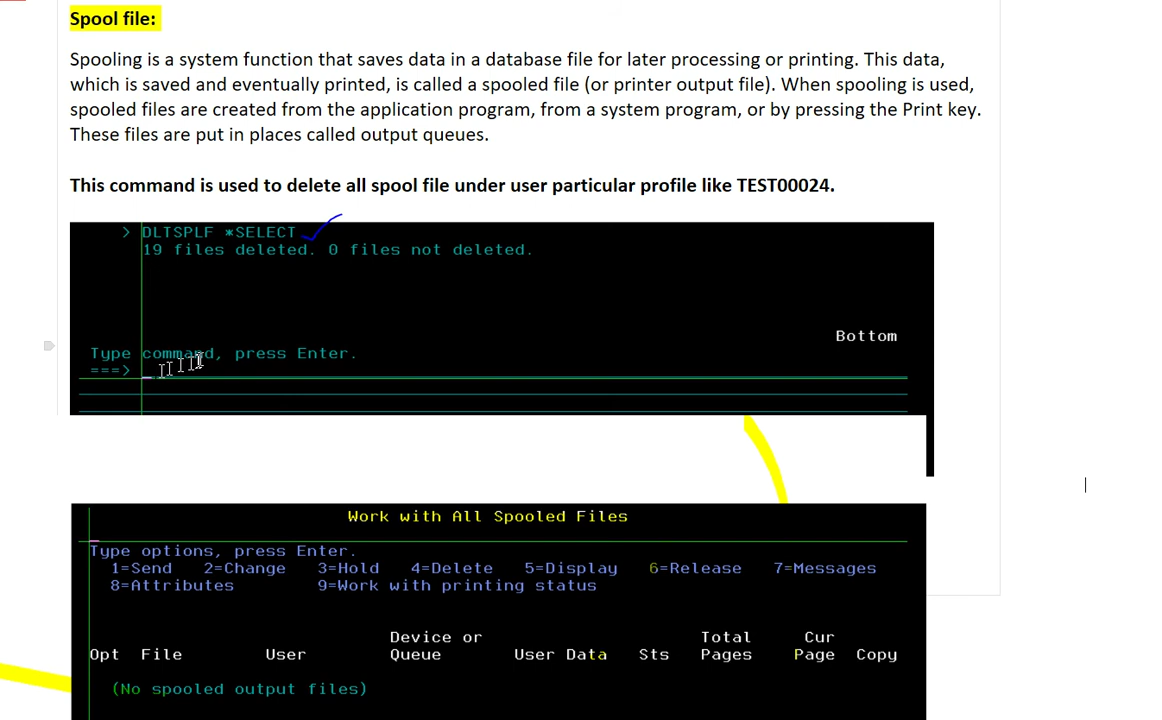 Spool file:
Spooling is a system function that saves data in a database file for later processing or printing. This data,
which is saved and eventually printed, is called a spooled file (or printer output file). When spooling is used,
spooled files are created from the application program, from a system program, or by pressing the Print key.
These files are put in places called output queues.
This command is used to delete all spool file under user particular profile like TEST00024.
> DLTSPLF *SELECT
19 files deleted. 0 files not deleted.
Bottom
Type command, press Enter.
===>
Work with All Spooled Files
Type options, press Enter.
1=Send 2=Change 3=Hold 4=Delete 5=Display 6=Release 7=Messages
8=Attributes 9=Work with printing status
Device or Total Cur
Opt File User Queue User Data Sts Pages Page Copy
(No spooled output files)